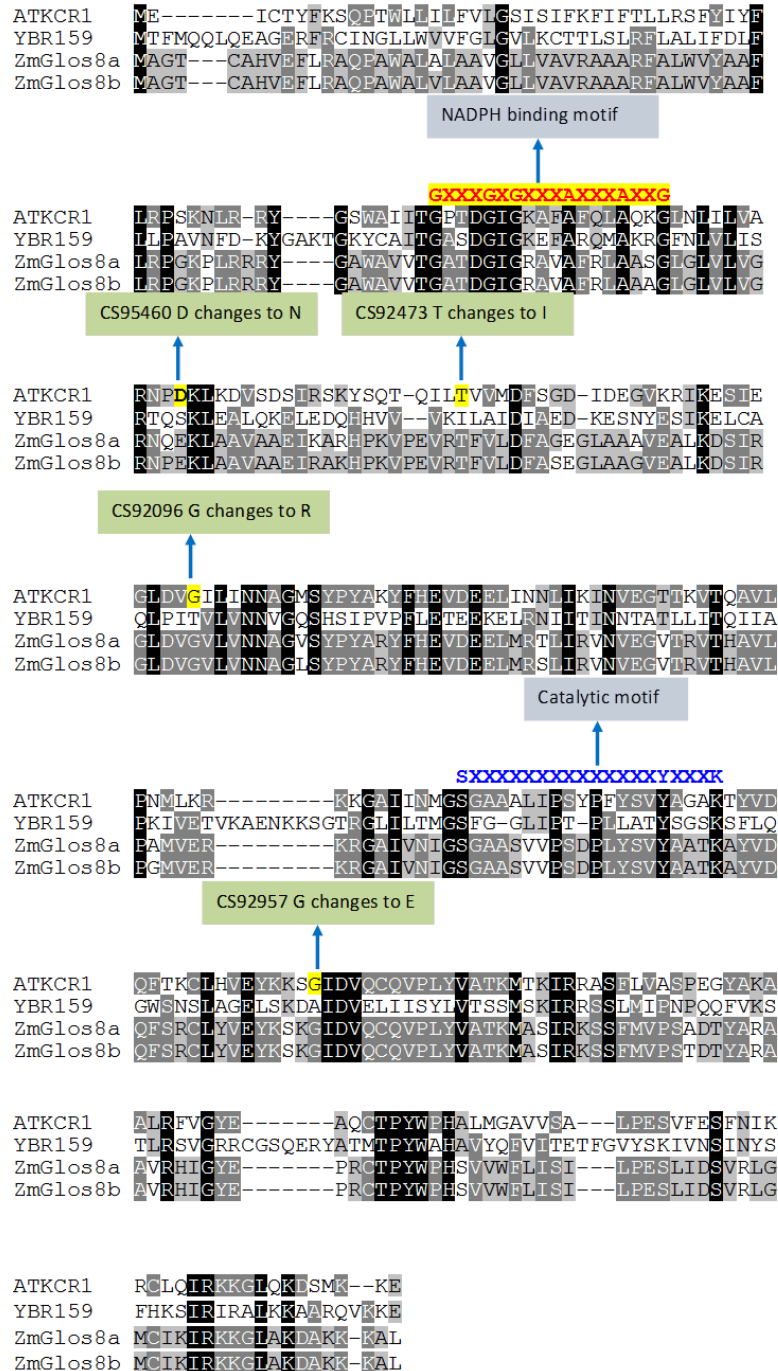 ATKCR1 ME-------ICTYFKSQPTWLLILFVLGSISIFKFIFTLLRSFYIYF
YBR159 MTFMQQLQEAGERFRCINGLLWVVFGLGVLKCTTLSLRFLALIFDLF
ZmGlos8a MAGT---CAHVEFLRAQPAWALALAAVGLLVAVRAAARFALWVYAAF
ZmGlos8b MAGT---CAHVEFLRAQPAWALVLAAVGLLVAVRAAARFALWVYAAF
NADPH binding motif
GXXXGXGXXXAXXXAXXG
ATKCR1 LRPSKNLR-RY----GSWAIITGPTDGIGKAFAFQLAQKGLNLILVA
YBR159 LLPAVNFD-KYGAKTGKYCAITGASDGIGKEFARQMAKRGFNLVLIS
ZmGlos8a LRPGKPLRRRY----GAWAVVTGATDGIGRAVAFRLAASGLGLVLVG
ZmGlos8b LRPGKPLRRRY----GAWAVVTGATDGIGRAVAFRLAAAGLGLVLVG
CS95460 D changes to N CS92473 T changes to I
ATKCR1 RNPDKLKDVSDSIRSKYSQT-QILTVVMDFSGD-IDEGVKRIKESIE
YBR159 RTQSKLEALQKELEDQHHVV--VKILAIDIAED-KESNYESIKELCA
ZmGlos8a RNQEKLAAVAAEIKARHPKVPEVRTFVLDFAGEGLAAAVEALKDSIR
ZmGlos8b RNPEKLAAVAAEIRAKHPKVPEVRTFVLDFASEGLAAGVEALKDSIR
CS92096 G changes to R
ATKCR1 GLDVGILINNAGMSYPYAKYFHEVDEELINNLIKINVEGTTKVTQAVL
YBR159 QLPITVLVNNVGQSHSIPVPFLETEEKELRNIITINNTATLLITQIIA
ZmGlos8a GLDVGVLVNNAGVSYPYARYFHEVDEELMRTLIRVNVEGVTRVTHAVL
ZmGlos8b GLDVGVLVNNAGLSYPYARYFHEVDEELMRSLIRVNVEGVTRVTHAVL
Catalytic motif
SXXXXXXXXXXXXXXYXXXK
ATKCR1 PNMLKR---------KKGAIINMGSGAAALIPSYPFYSVYAGAKTYVD
YBR159 PKIVETVKAENKKSGTRGLILTMGSFG-GLIPT-PLLATYSGSKSFLQ
ZmGlos8a PAMVER---------KRGAIVNIGSGAASVVPSDPLYSVYAATKAYVD
ZmGlos8b PGMVER---------KRGAIVNIGSGAASVVPSDPLYSVYAATKAYVD
CS92957 G changes to E
ATKCR1 QFTKCLHVEYKKSGIDVQCQVPLYVATKMTKIRRASFLVASPEGYAKA
YBR159 GWSNSLAGELSKDAIDVELIISYLVTSSMSKIRRSSLMIPNPQQFVKS
ZmGlos8a QFSRCLYVEYKSKGIDVQCQVPLYVATKMASIRKSSFMVPSADTYARA
ZmGlos8b QFSRCLYVEYKSKGIDVQCQVPLYVATKMASIRKSSFMVPSTDTYARA
ATKCR1 ALRFVGYE-------AQCTPYWPHALMGAVVSA---LPESVFESFNIK
YBR159 TLRSVGRRCGSQERYATMTPYWAHAVYQFVITETFGVYSKIVNSINYS
ZmGlos8a AVRHIGYE-------PRCTPYWPHSVVWFLISI---LPESLIDSVRLG
ZmGlos8b AVRHIGYE-------PRCTPYWPHSVVWFLISI---LPESLIDSVRLG
ATKCR1 RCLQIRKKGLQKDSMK--KE
YBR159 FHKSIRIRALKKAARQVKKE
ZmGlos8a MCIKIRKKGLAKDAKK-KAL
ZmGlos8b MCIKIRKKGLAKDAKK-KAL